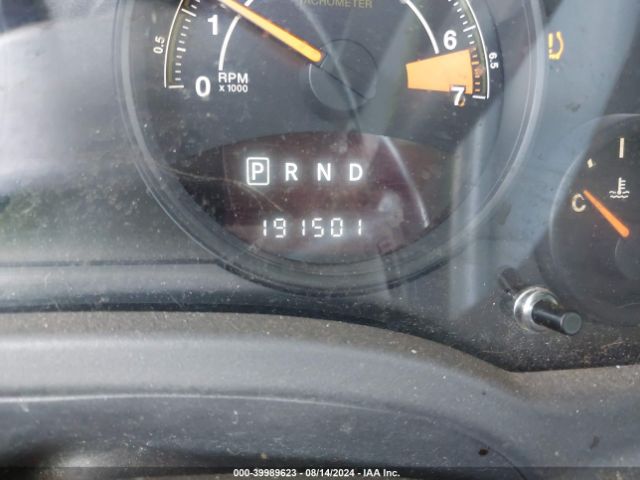 TACHOMETER
0.5
1
6
6.5
0
RPM
x 1000
7
P R N D
191501
C
000-39989623 - 08/14/2024 - IAA Inc.